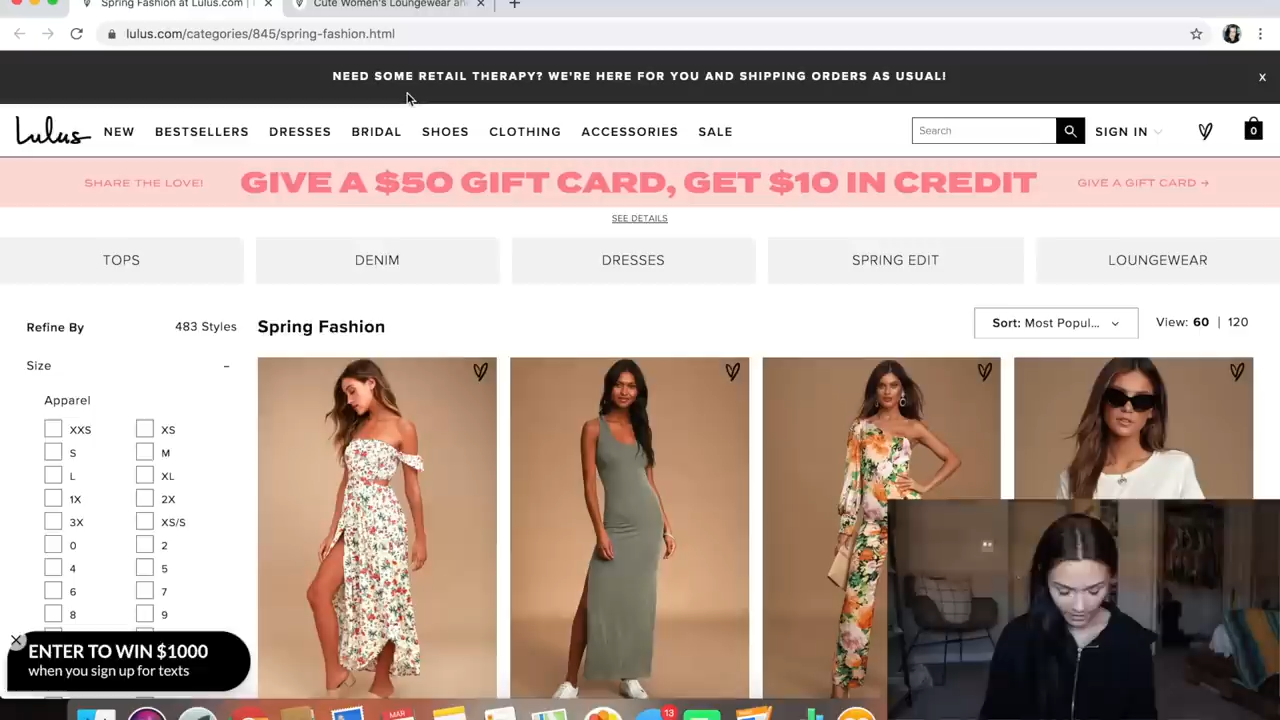 Spring Fashion at Lulus.com |
Cute Women's Loungewear an
lulus.com/categories/845/spring-fashion.html
NEED SOME RETAIL THERAPY? WE'RE HERE FOR YOU AND SHIPPING ORDERS AS USUAL!
x
Lulus NEW BESTSELLERS DRESSES BRIDAL SHOES CLOTHING ACCESSORIES SALE Search SIGN IN 0
SHARE THE LOVE! GIVE A $50 GIFT CARD, GET $10 IN CREDIT GIVE A GIFT CARD →
SEE DETAILS
TOPS DENIM DRESSES SPRING EDIT LOUNGEWEAR
Refine By 483 Styles Spring Fashion Sort: Most Popul... View: 60 | 120
Size –
Apparel
XXS XS
S M
L XL
1X 2X
3X XS/S
0 2
4 5
6 7
8 9
ENTER TO WIN $1000
when you sign up for texts
MAR
13